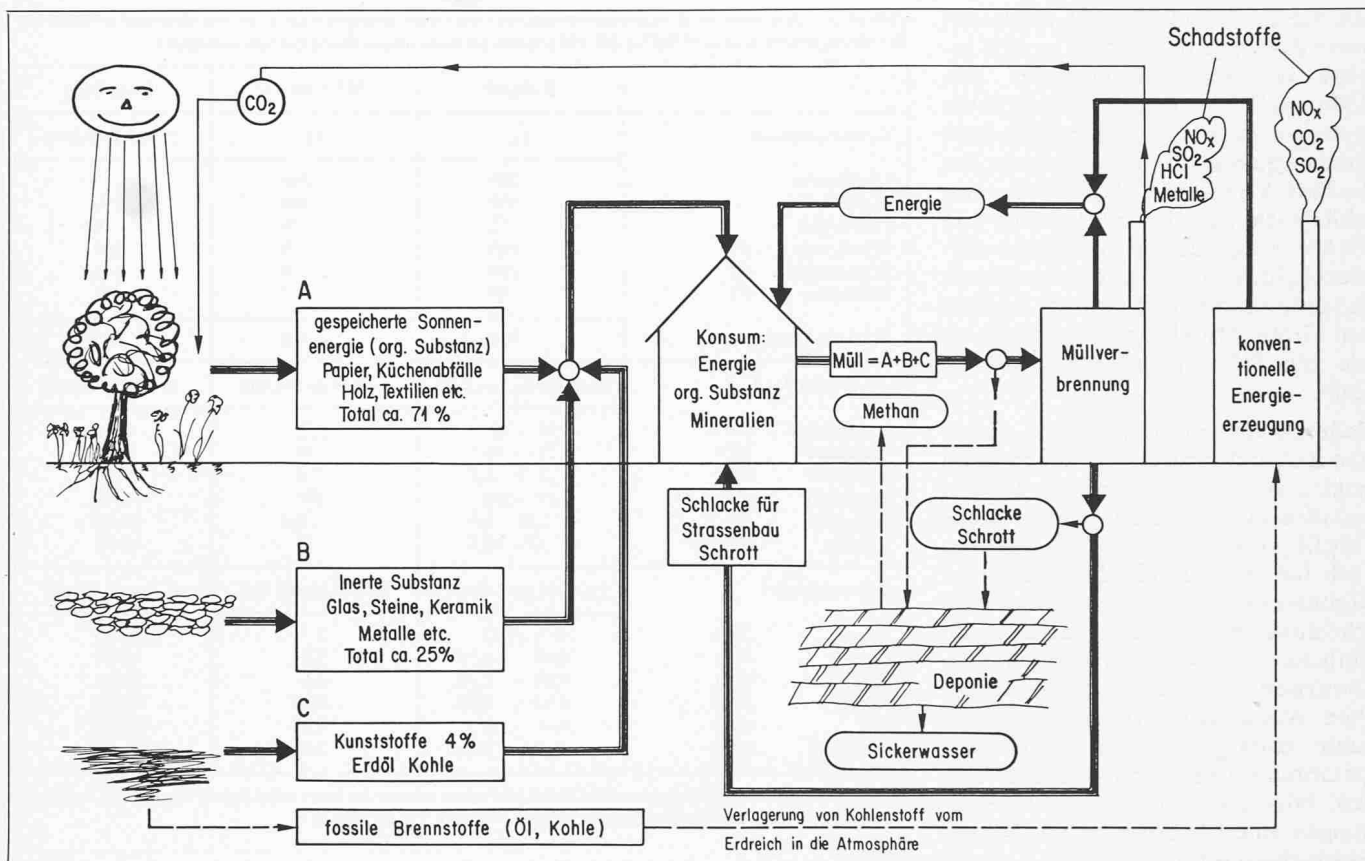 Schadstoffe
CO2
NOx
SO2
HCl
Metalle
NOx
CO2
SO2
Energie
A
gespeicherte Sonnen-
energie (org. Substanz)
Papier, Küchenabfälle
Holz, Textilien etc.
Total ca. 71 %
Konsum:
Energie
org. Substanz
Mineralien
Müll = A+B+C
Methan
Müllver-
brennung
konven-
tionelle
Energie-
erzeugung
Schlacke für
Strassenbau
Schrott
Schlacke
Schrott
B
Inerte Substanz
Glas, Steine, Keramik
Metalle etc.
Total ca. 25%
Deponie
Sickerwasser
C
Kunststoffe 4%
Erdöl Kohle
fossile Brennstoffe (Öl, Kohle)
Verlagerung von Kohlenstoff vom
Erdreich in die Atmosphäre